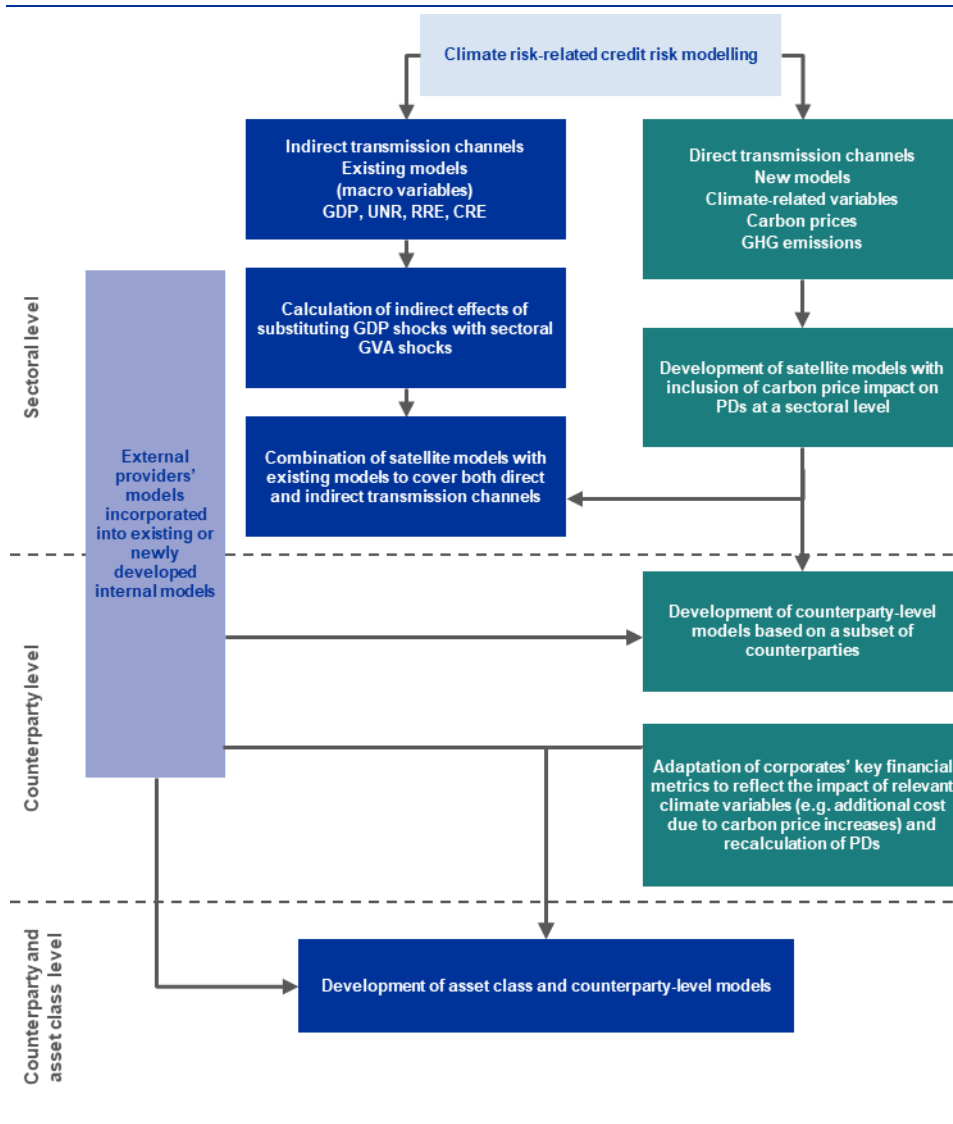 Climate risk-related credit risk modelling
Indirect transmission channels
Existing models
(macro variables)
GDP, UNR, RRE, CRE
Direct transmission channels
New models
Climate-related variables
Carbon prices
GHG emissions
Sectoral level
Calculation of indirect effects of
substituting GDP shocks with sectoral
GVA shocks
Development of satellite models with
inclusion of carbon price impact on
PDs at a sectoral level
External
providers'
models
incorporated
into existing or
newly
developed
internal models
Combination of satellite models with
existing models to cover both direct
and indirect transmission channels
Counterparty level
Development of counterparty-level
models based on a subset of
counterparties
Adaptation of corporates' key financial
metrics to reflect the impact of relevant
climate variables (e.g. additional cost
due to carbon price increases) and
recalculation of PDs
Counterparty and
asset class level
Development of asset class and counterparty-level models